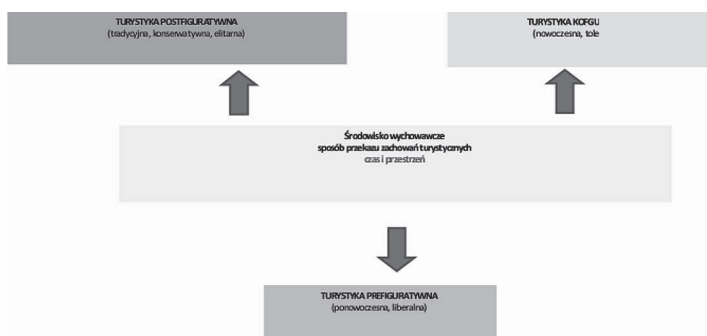 TURYSTYKA POSTFIGURATYWNA
(tradycyjna, konserwatywna, elitarna)
TURYSTYKA KOFGU
(nowoczesna, tole
Środowisko wychowawcze
sposób przekazu zachowań turystycznych
czas i przestrzeń
TURYSTYKA PREFIGURATYWNA
(ponowoczesna, liberalna)